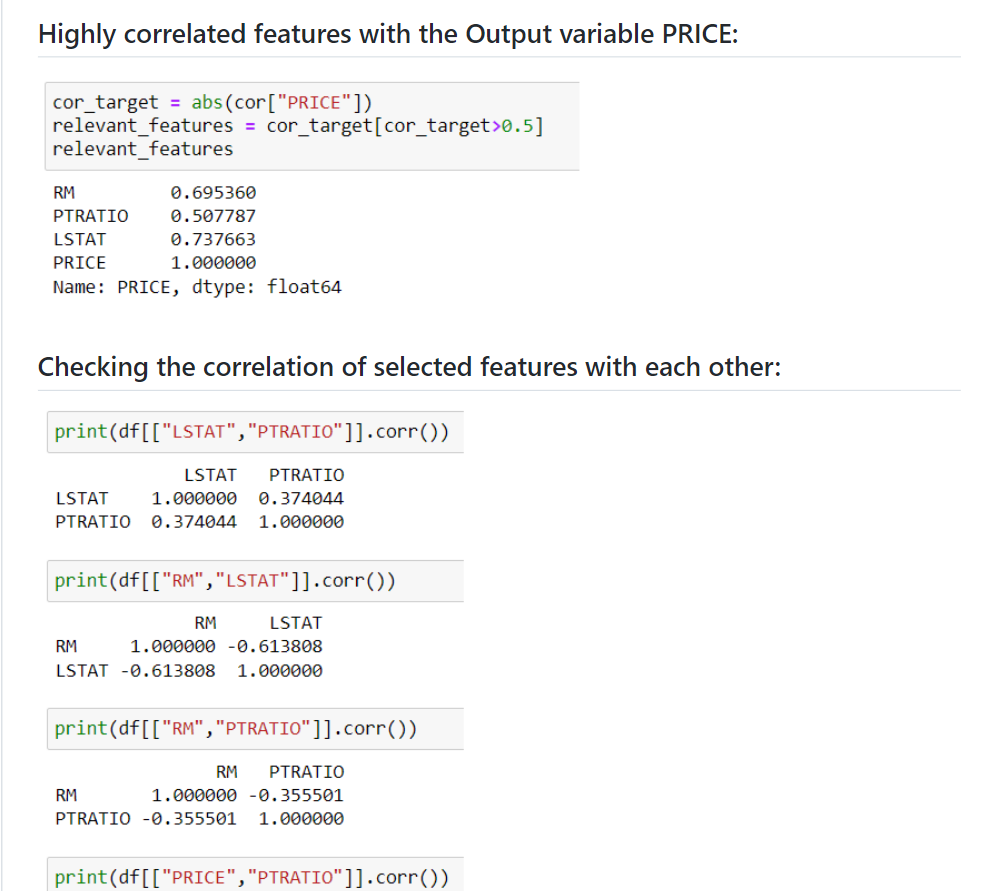 Highly correlated features with the Output variable PRICE:
cor_target = abs(cor["PRICE"])
relevant_features = cor_target[cor_target>0.5]
relevant_features
RM         0.695360
PTRATIO    0.507787
LSTAT      0.737663
PRICE      1.000000
Name: PRICE, dtype: float64
Checking the correlation of selected features with each other:
print(df[["LSTAT","PTRATIO"]].corr())
            LSTAT   PTRATIO
LSTAT    1.000000  0.374044
PTRATIO  0.374044  1.000000
print(df[["RM","LSTAT"]].corr())
             RM     LSTAT
RM     1.000000 -0.613808
LSTAT -0.613808  1.000000
print(df[["RM","PTRATIO"]].corr())
               RM   PTRATIO
RM       1.000000 -0.355501
PTRATIO -0.355501  1.000000
print(df[["PRICE","PTRATIO"]].corr())